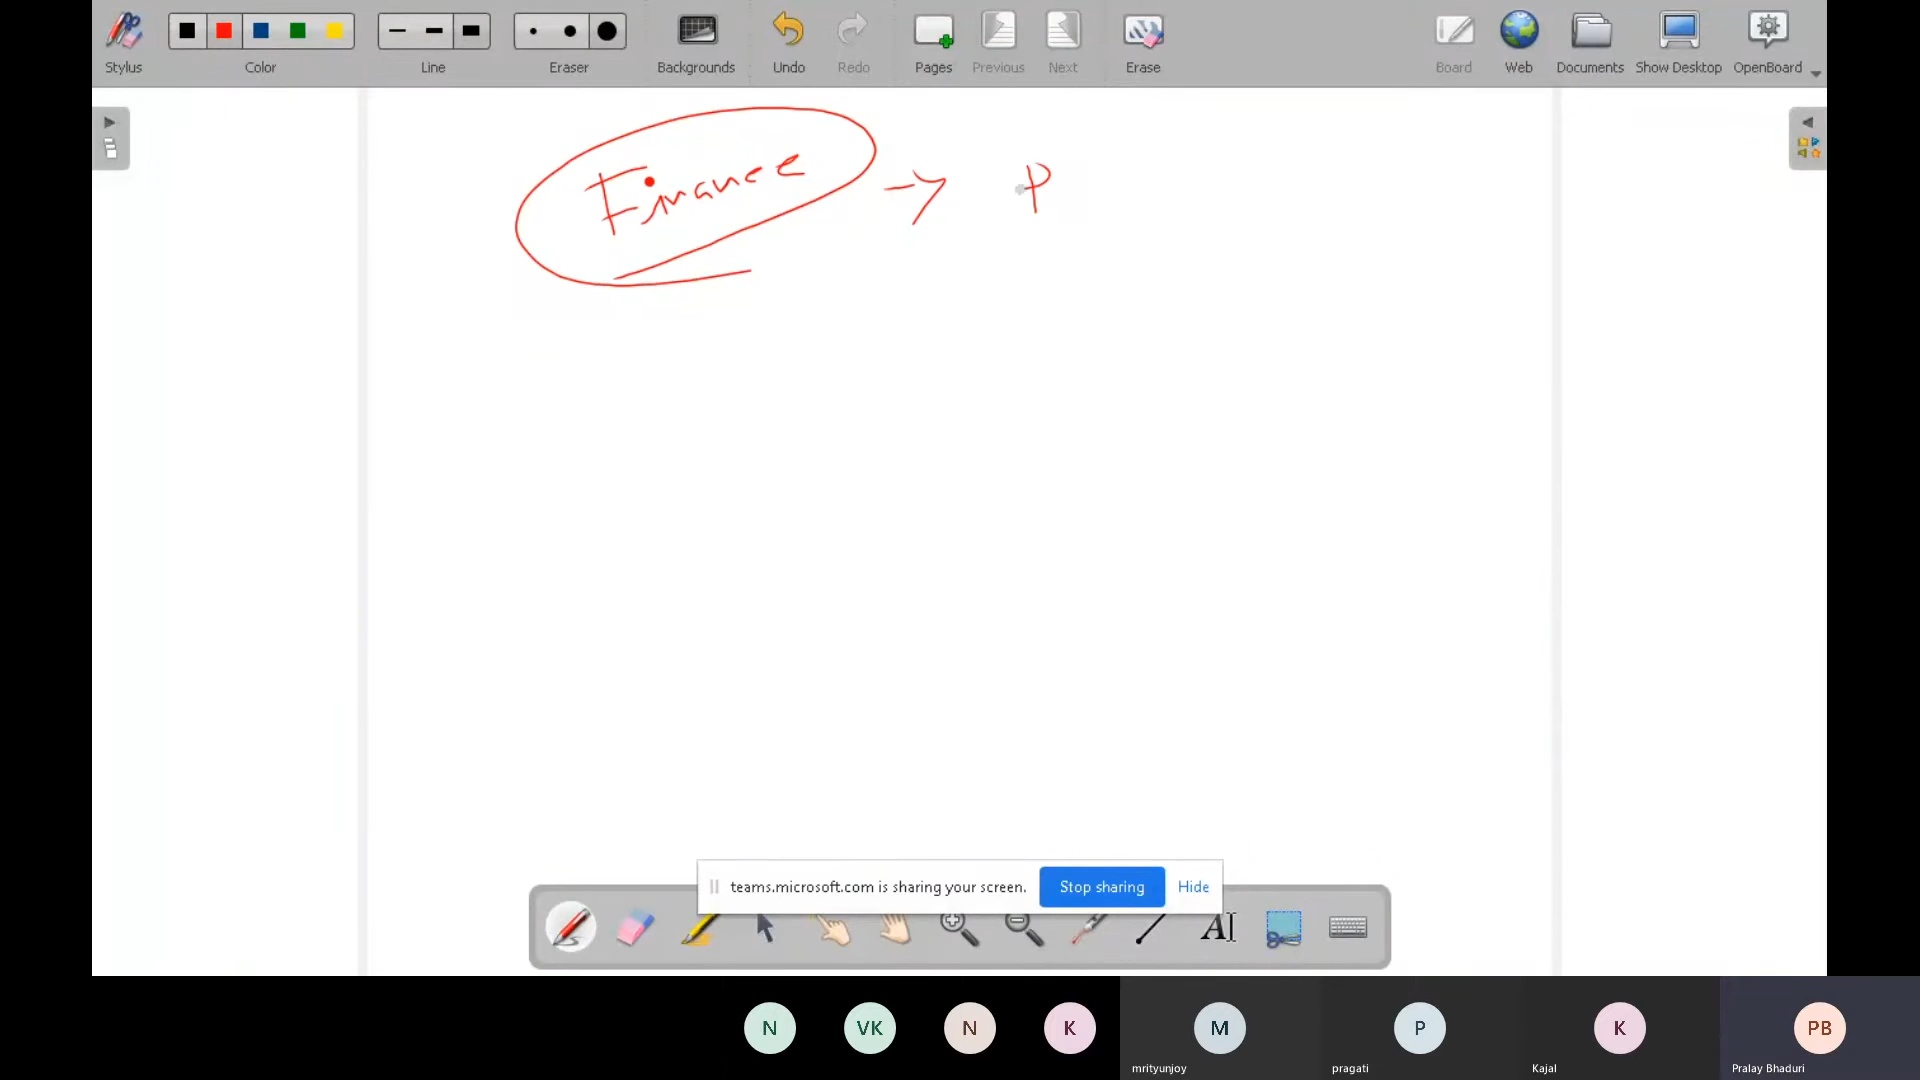 Stylus Color Line Eraser Backgrounds Undo Redo Pages Previous Next Erase Board Web Documents Show Desktop OpenBoard
Finance → P
teams.microsoft.com is sharing your screen. Stop sharing Hide
A
N VK N K M P K PB
mrityunjoy pragati Kajal Pralay Bhaduri